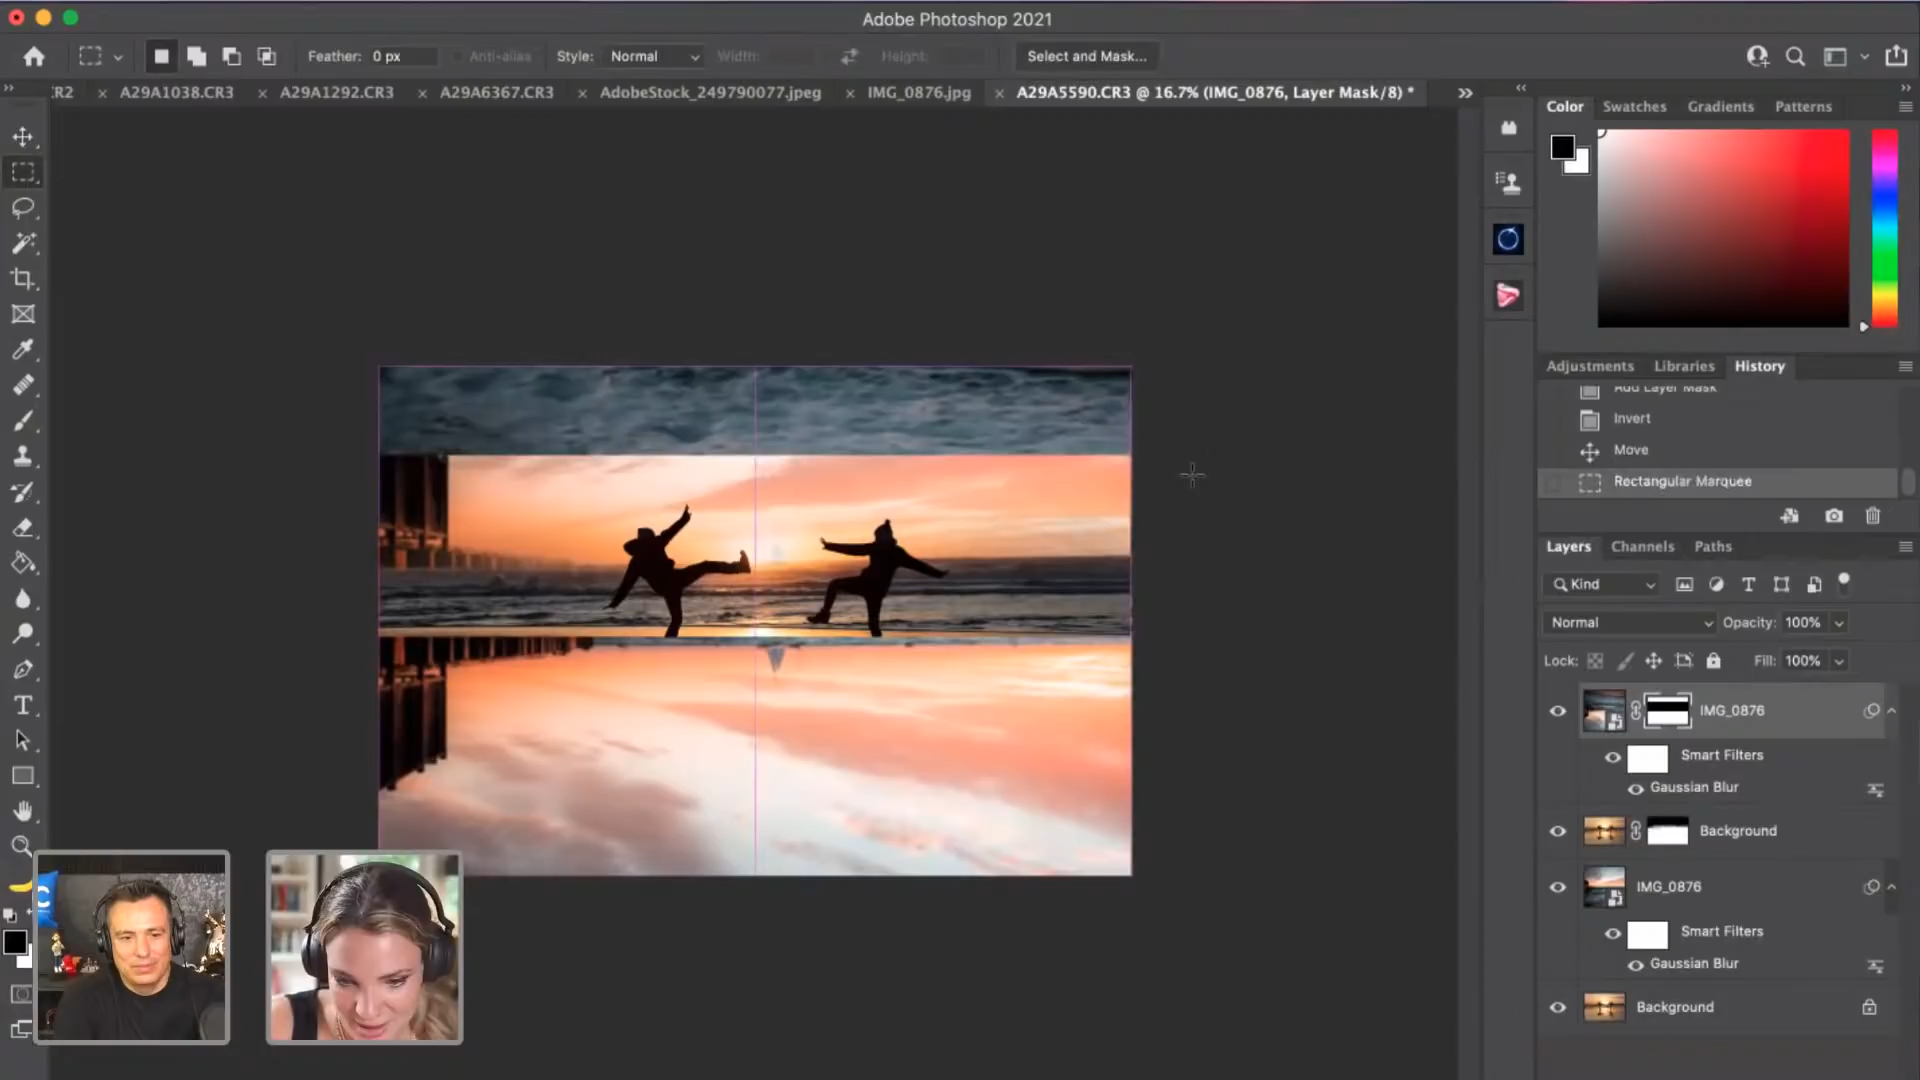 Adobe Photoshop 2021
Feather: 0 px Anti-alias Style: Normal Width: Height: Select and Mask...
R2 × A29A1038.CR3 × A29A1292.CR3 × A29A6367.CR3 × AdobeStock_249790077.jpeg × IMG_0876.jpg × A29A5590.CR3 @ 16.7% (IMG_0876, Layer Mask/8) *
Color Swatches Gradients Patterns
Adjustments Libraries History
Add Layer Mask
Invert
Move
Rectangular Marquee
Layers Channels Paths
Kind
Normal Opacity: 100%
Lock: Fill: 100%
IMG_0876
Smart Filters
Gaussian Blur
Background
IMG_0876
Smart Filters
Gaussian Blur
Background